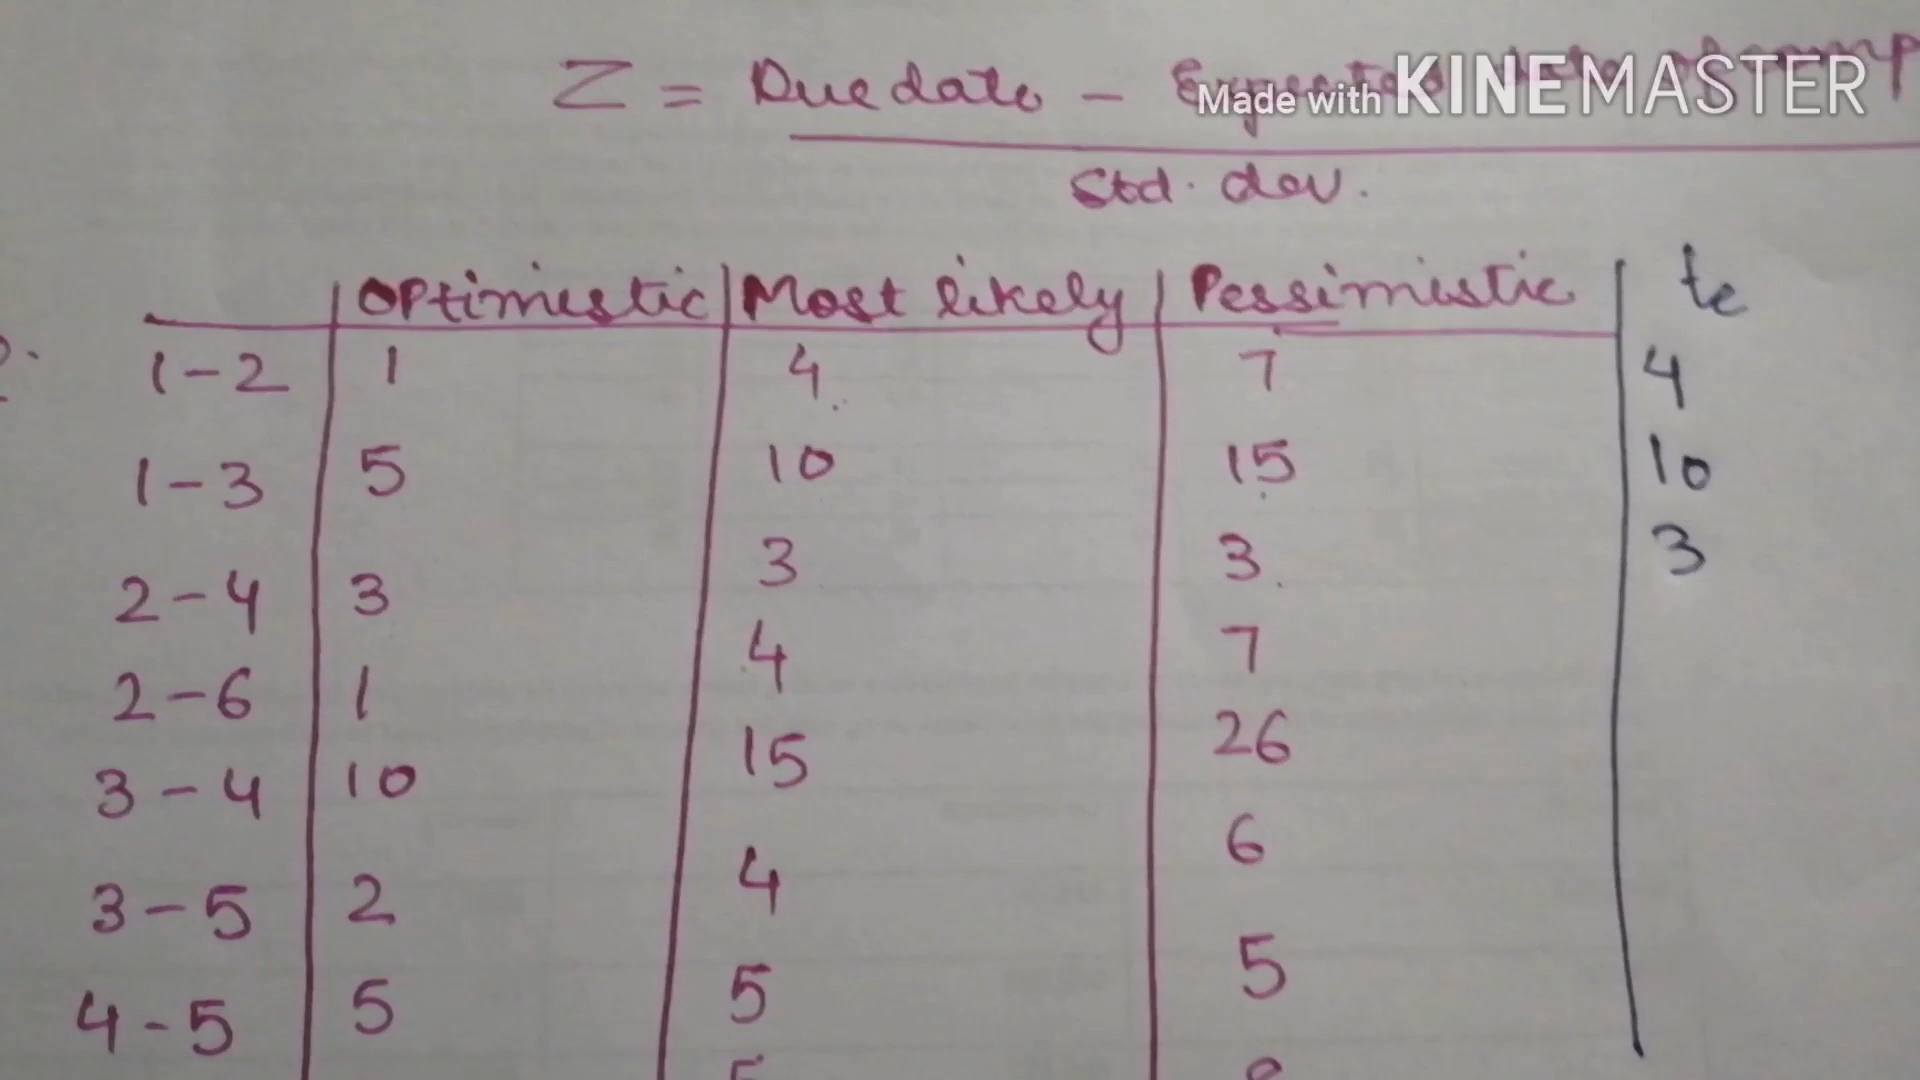 Z = Due date - Expected
Made with KINEMASTER
Std. dev.
Optimistic Most likely Pessimistic te
1-2 1 4 7 4
1-3 5 10 15 10
2-4 3 3 3 3
2-6 1 4 7
3-4 10 15 26
3-5 2 4 6
4-5 5 5 5